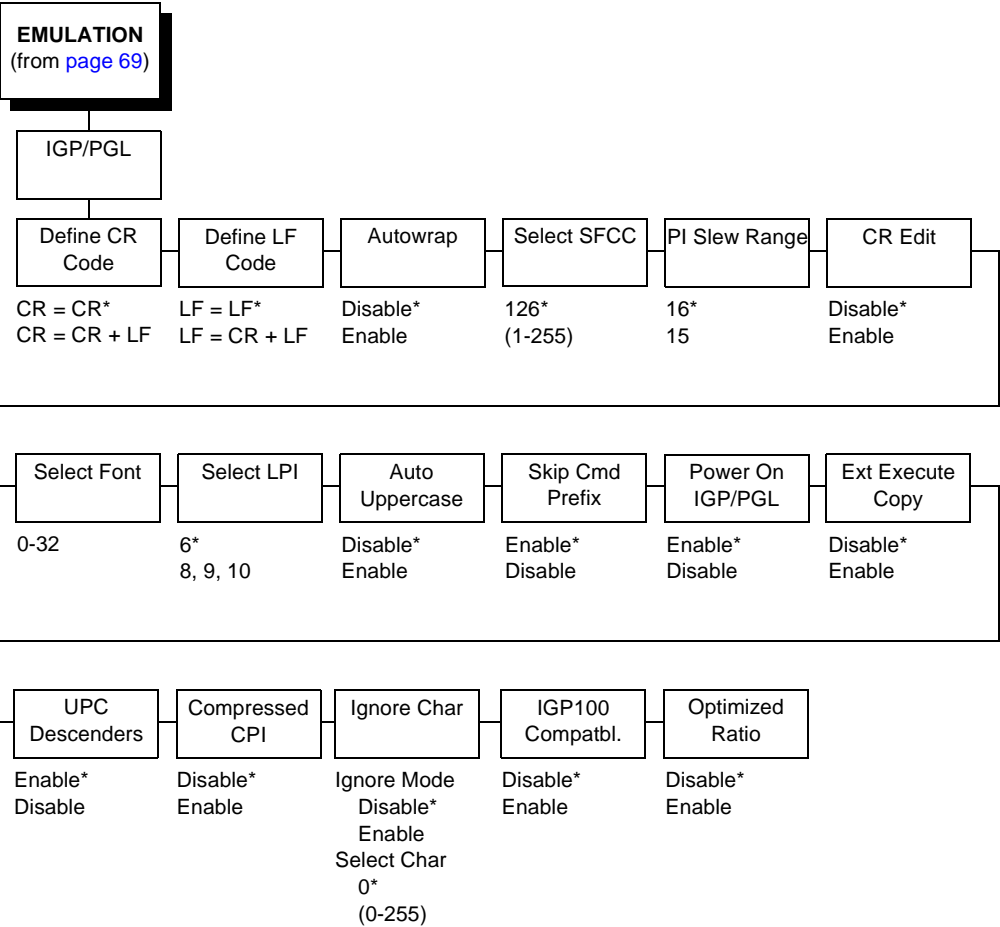 EMULATION
(from page 69)
IGP/PGL
Define CR
Code
CR = CR*
CR = CR + LF
Define LF
Code
LF = LF*
LF = CR + LF
Autowrap
Disable*
Enable
Select SFCC
126*
(1-255)
PI Slew Range
16*
15
CR Edit
Disable*
Enable
Select Font
0-32
Select LPI
6*
8, 9, 10
Auto
Uppercase
Disable*
Enable
Skip Cmd
Prefix
Enable*
Disable
Power On
IGP/PGL
Enable*
Disable
Ext Execute
Copy
Disable*
Enable
UPC
Descenders
Enable*
Disable
Compressed
CPI
Disable*
Enable
Ignore Char
Ignore Mode
Disable*
Enable
Select Char
0*
(0-255)
IGP100
Compatbl.
Disable*
Enable
Optimized
Ratio
Disable*
Enable